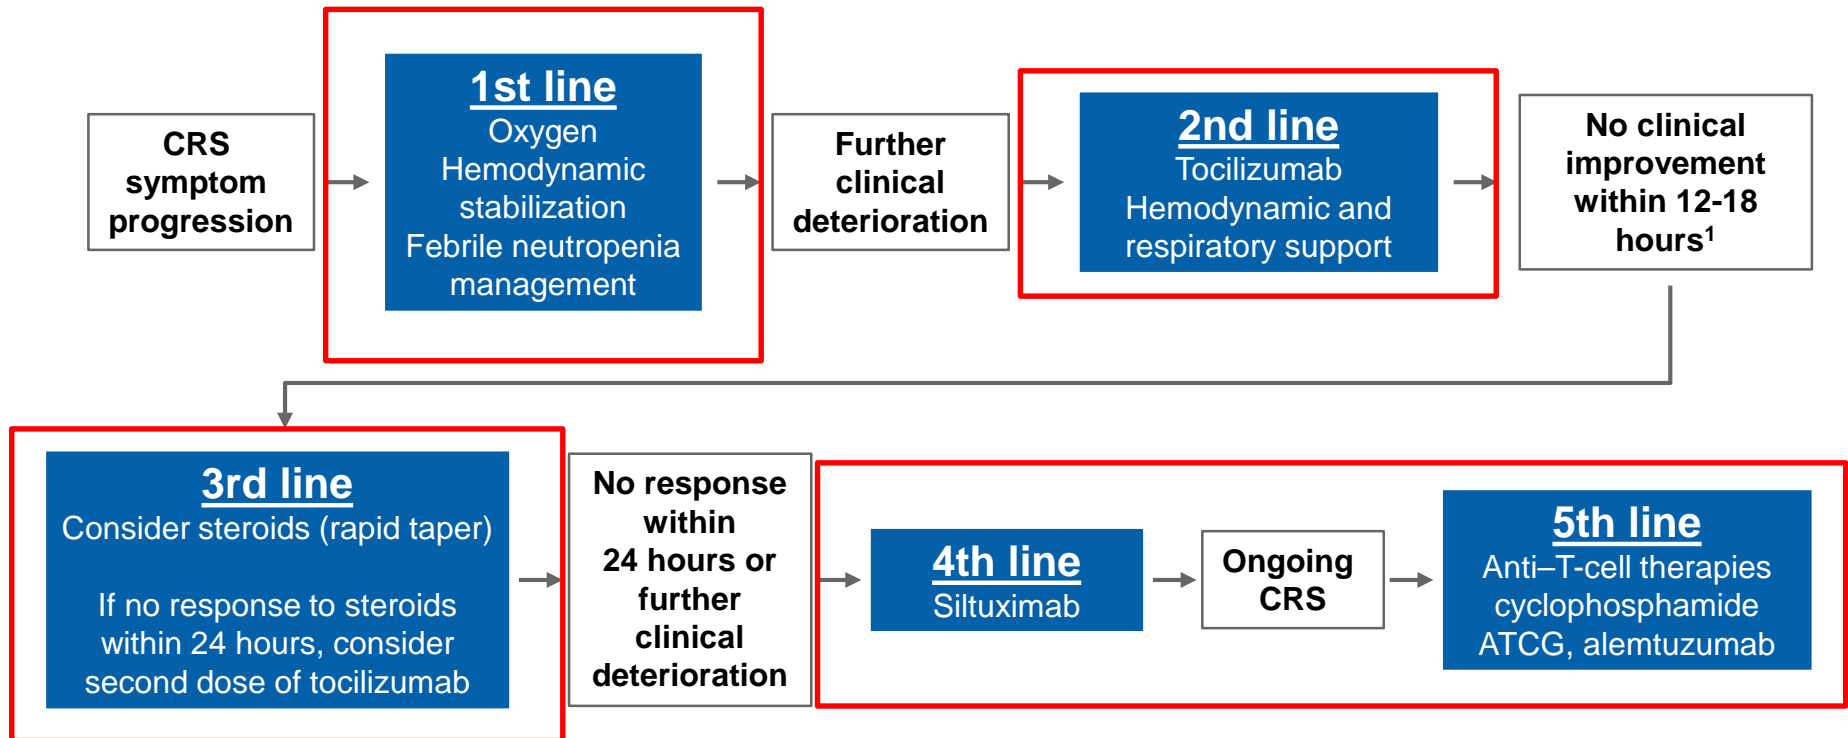 CRS
symptom
progression
1st line
Oxygen
Hemodynamic
stabilization
Febrile neutropenia
management
Further
clinical
deterioration
2nd line
Tocilizumab
Hemodynamic and
respiratory support
No clinical
improvement
within 12-18
hours¹
3rd line
Consider steroids (rapid taper)
If no response to steroids
within 24 hours, consider
second dose of tocilizumab
No response
within
24 hours or
further
clinical
deterioration
4th line
Siltuximab
Ongoing
CRS
5th line
Anti–T-cell therapies
cyclophosphamide
ATCG, alemtuzumab